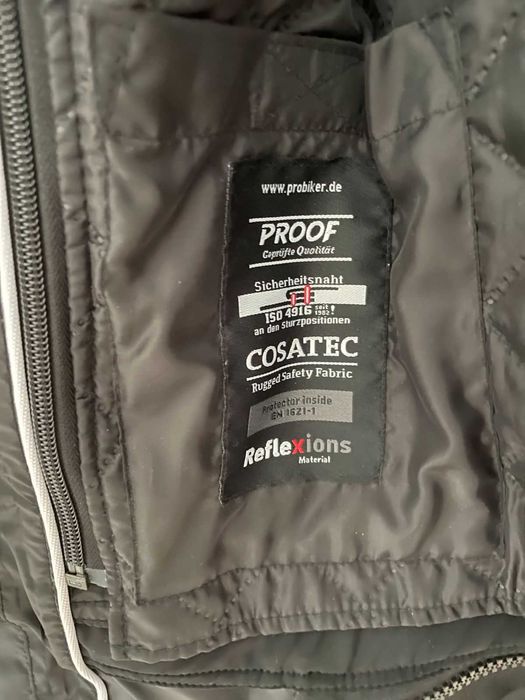 www.probiker.de
PROOF
Geprüfte Qualität
Sicherheitsnaht
ISO 4916 seit 1982!
an den Sturzpositionen
COSATEC
Rugged Safety Fabric
Protector inside
EN 1621-1
Reflexions
Material